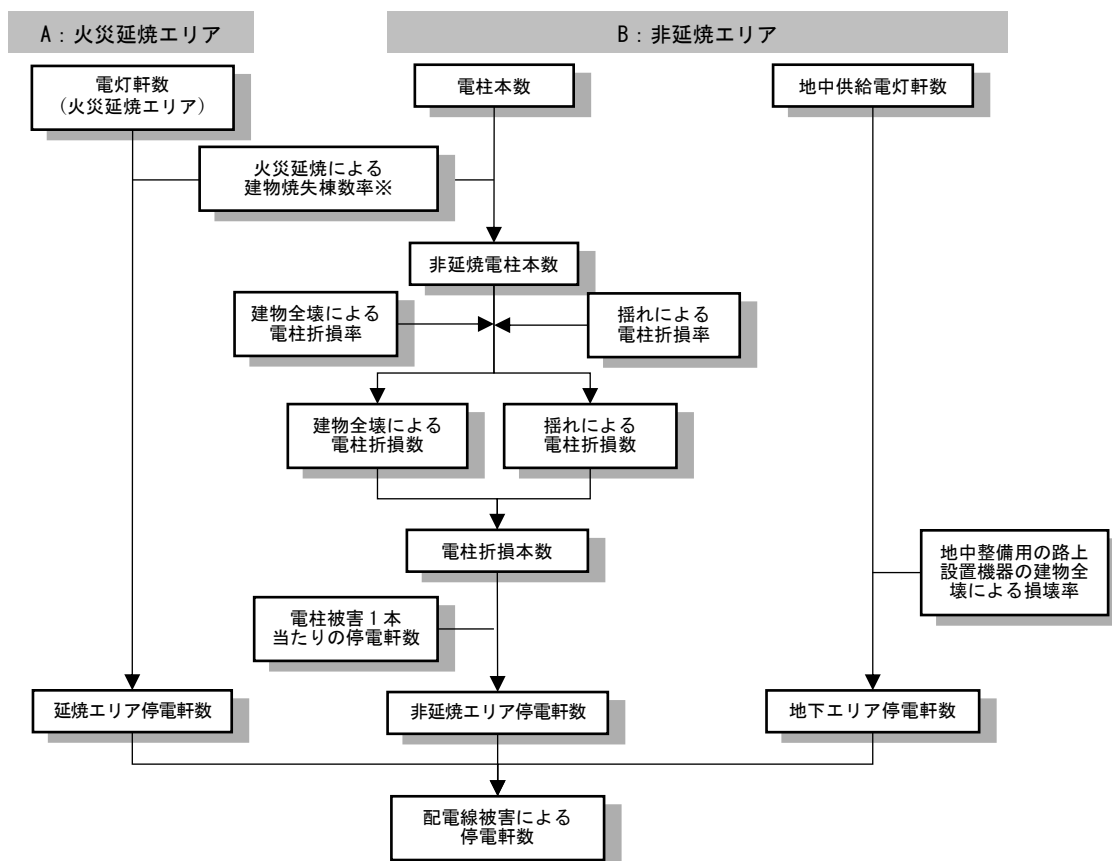 A：火災延焼エリア
B：非延焼エリア
電灯軒数
（火災延焼エリア）
電柱本数
地中供給電灯軒数
火災延焼による
建物焼失棟数率※
非延焼電柱本数
建物全壊による
電柱折損率
揺れによる
電柱折損率
建物全壊による
電柱折損数
揺れによる
電柱折損数
電柱折損本数
地中整備用の路上
設置機器の建物全
壊による損壊率
電柱被害１本
当たりの停電軒数
延焼エリア停電軒数
非延焼エリア停電軒数
地下エリア停電軒数
配電線被害による
停電軒数